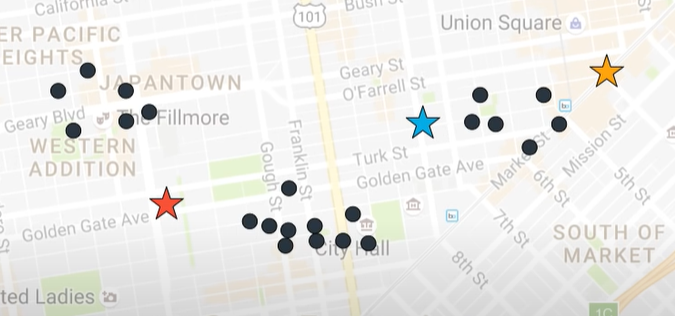 California St
Bush St
101
Union Square
ER PACIFIC
EIGHTS
JAPANTOWN
Geary St
O'Farrell St
Geary Blvd
The Fillmore
WESTERN
ADDITION
Franklin St
Gough St
Turk St
Golden Gate Ave
Market St
Mission St
6th St
5th St
7th St
8th St
Golden Gate Ave
City Hall
SOUTH OF
MARKET
ted Ladies
1C